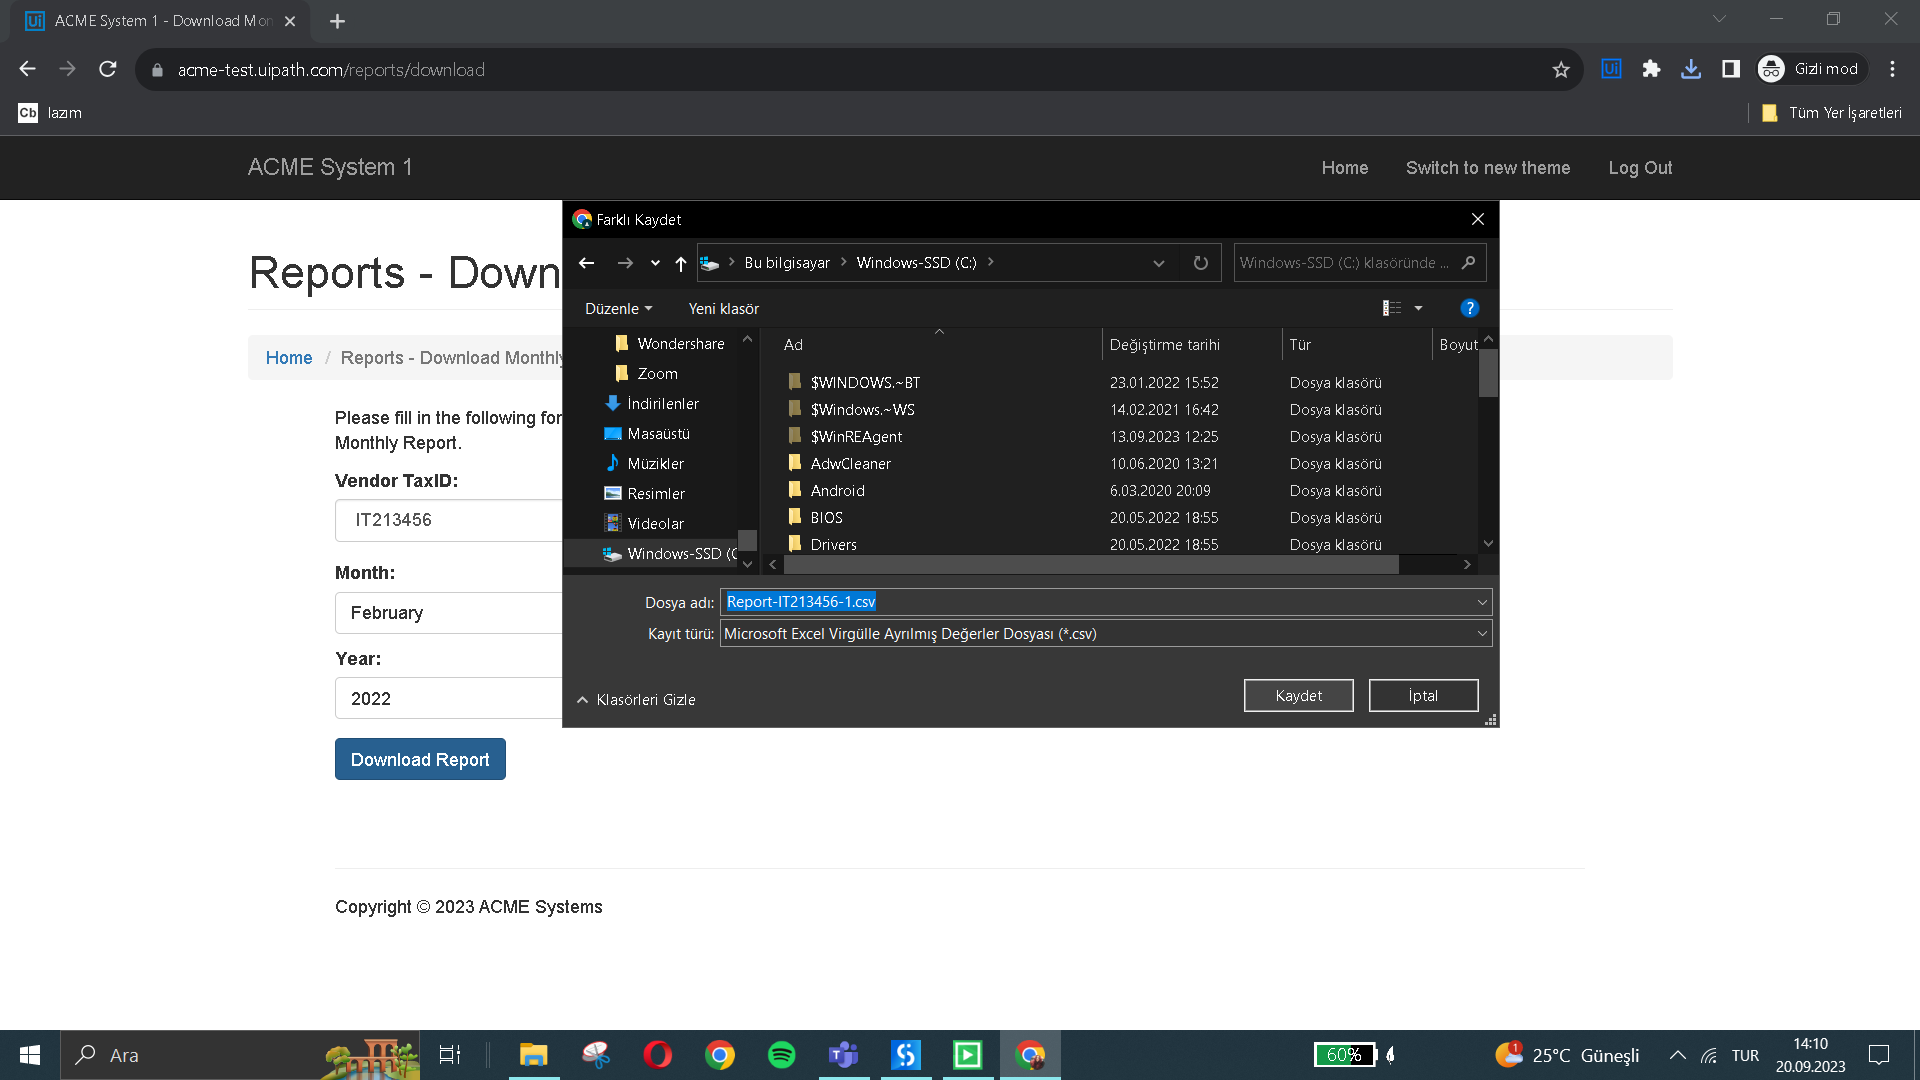 ACME System 1 - Download Mon
acme-test.uipath.com/reports/download
Gizli mod
Cb lazım
Tüm Yer İşaretleri
ACME System 1
Home
Switch to new theme
Log Out
Farklı Kaydet
Reports - Down
Bu bilgisayar
Windows-SSD (C:)
Windows-SSD (C:) klasöründe ...
Düzenle
Yeni klasör
Home / Reports - Download Monthly
Wondershare
Zoom
İndirilenler
Masaüstü
Müzikler
Resimler
Videolar
Windows-SSD (C
Ad Değiştirme tarihi Tür Boyut
$WINDOWS.~BT 23.01.2022 15:52 Dosya klasörü
$Windows.~WS 14.02.2021 16:42 Dosya klasörü
$WinREAgent 13.09.2023 12:25 Dosya klasörü
AdwCleaner 10.06.2020 13:21 Dosya klasörü
Android 6.03.2020 20:09 Dosya klasörü
BIOS 20.05.2022 18:55 Dosya klasörü
Drivers 20.05.2022 18:55 Dosya klasörü
Dosya adı: Report-IT213456-1.csv
Kayıt türü: Microsoft Excel Virgülle Ayrılmış Değerler Dosyası (*.csv)
Klasörleri Gizle
Kaydet
İptal
Please fill in the following for
Monthly Report.
Vendor TaxID:
IT213456
Month:
February
Year:
2022
Download Report
Copyright © 2023 ACME Systems
Ara
60%
1
25°C Güneşli
TUR
14:10
20.09.2023